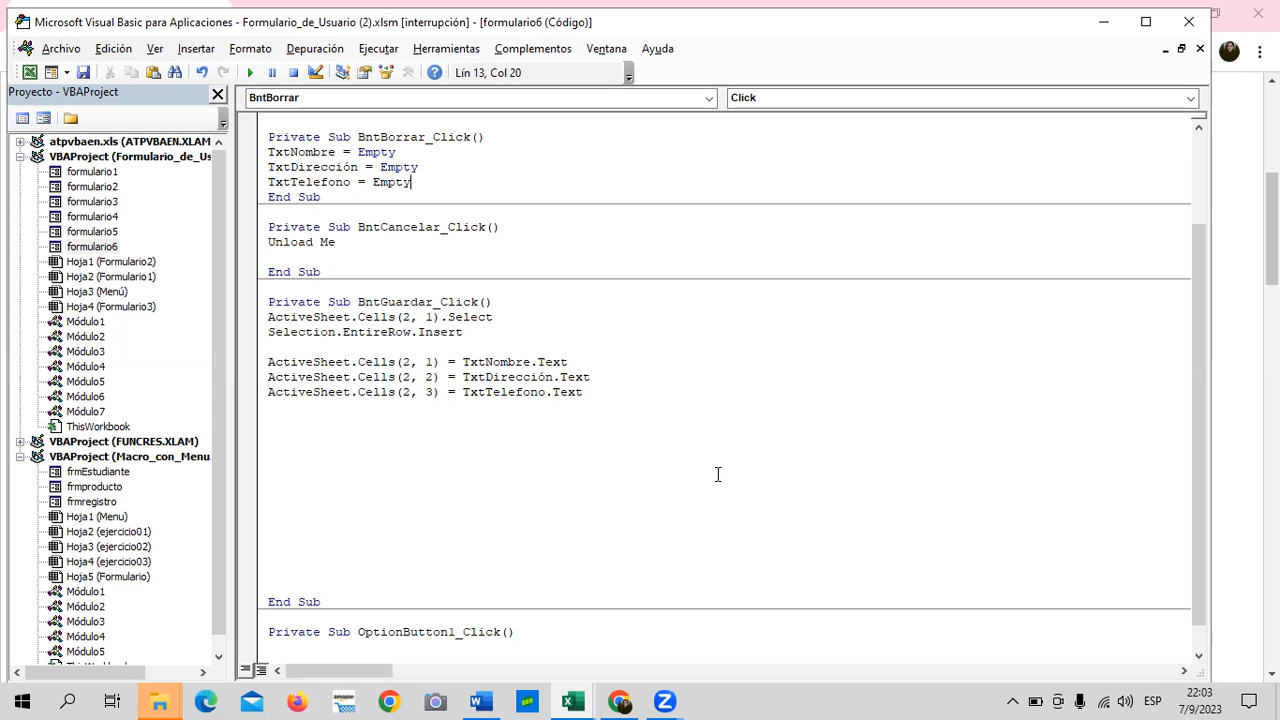 Microsoft Visual Basic para Aplicaciones - Formulario_de_Usuario (2).xlsm [interrupción] - [formulario6 (Código)]
Archivo Edición Ver Insertar Formato Depuración Ejecutar Herramientas Complementos Ventana Ayuda
Lín 13, Col 20
Proyecto - VBAProject
BntBorrar
Click
atpvbaen.xls (ATPVBAEN.XLAM
VBAProject (Formulario_de_Us
formulario1
formulario2
formulario3
formulario4
formulario5
formulario6
Hoja1 (Formulario2)
Hoja2 (Formulario1)
Hoja3 (Menú)
Hoja4 (Formulario3)
Módulo1
Módulo2
Módulo3
Módulo4
Módulo5
Módulo6
Módulo7
ThisWorkbook
VBAProject (FUNCRES.XLAM)
VBAProject (Macro_con_Menu
frmEstudiante
frmproducto
frmregistro
Hoja1 (Menu)
Hoja2 (ejercicio01)
Hoja3 (ejercicio02)
Hoja4 (ejercicio03)
Hoja5 (Formulario)
Módulo1
Módulo2
Módulo3
Módulo4
Módulo5
Private Sub BntBorrar_Click()
TxtNombre = Empty
TxtDirección = Empty
TxtTelefono = Empty
End Sub
Private Sub BntCancelar_Click()
Unload Me
End Sub
Private Sub BntGuardar_Click()
ActiveSheet.Cells(2, 1).Select
Selection.EntireRow.Insert
ActiveSheet.Cells(2, 1) = TxtNombre.Text
ActiveSheet.Cells(2, 2) = TxtDirección.Text
ActiveSheet.Cells(2, 3) = TxtTelefono.Text
End Sub
Private Sub OptionButton1_Click()
amazon
ESP
22:03
7/9/2023